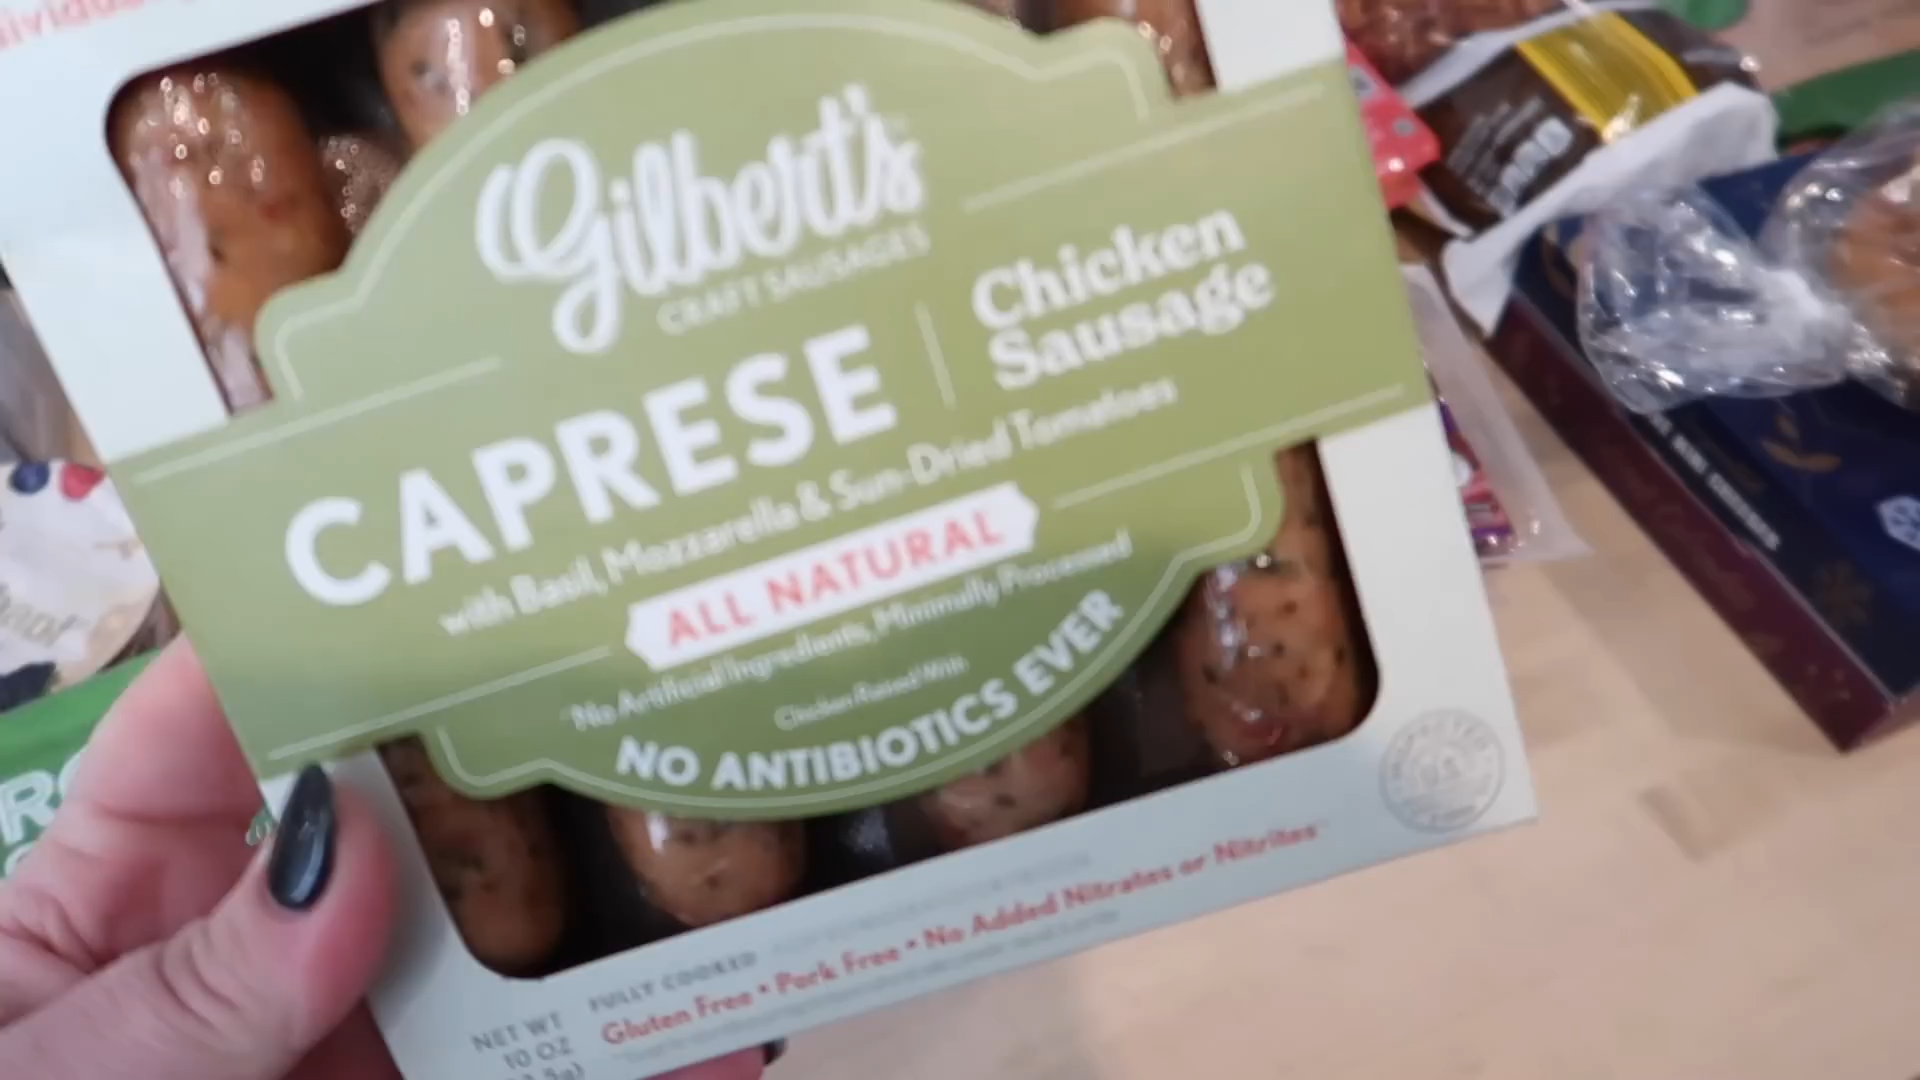 Gilbert's
CRAFT SAUSAGES
CAPRESE
Chicken
Sausage
with Basil, Mozzarella & Sun-Dried Tomatoes
ALL NATURAL
No Artificial Ingredients, Minimally Processed
Chicken Raised With
NO ANTIBIOTICS EVER
FULLY COOKED
Gluten Free • Pork Free • No Added Nitrates or Nitrites
NET WT
10 OZ